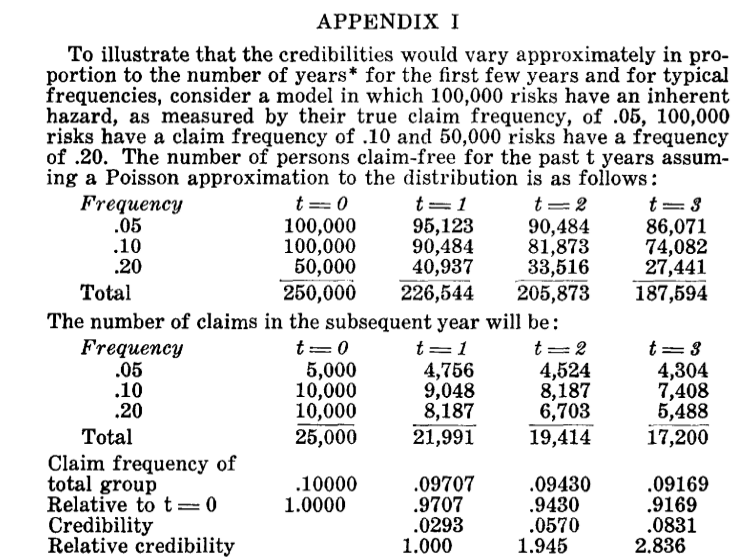 APPENDIX I
To illustrate that the credibilities would vary approximately in pro-
portion to the number of years* for the first few years and for typical
frequencies, consider a model in which 100,000 risks have an inherent
hazard, as measured by their true claim frequency, of .05, 100,000
risks have a claim frequency of .10 and 50,000 risks have a frequency
of .20. The number of persons claim-free for the past t years assum-
ing a Poisson approximation to the distribution is as follows:
Frequency t = 0 t = 1 t = 2 t = 3
.05 100,000 95,123 90,484 86,071
.10 100,000 90,484 81,873 74,082
.20 50,000 40,937 33,516 27,441
Total 250,000 226,544 205,873 187,594
The number of claims in the subsequent year will be:
Frequency t = 0 t = 1 t = 2 t = 3
.05 5,000 4,756 4,524 4,304
.10 10,000 9,048 8,187 7,408
.20 10,000 8,187 6,703 5,488
Total 25,000 21,991 19,414 17,200
Claim frequency of
total group .10000 .09707 .09430 .09169
Relative to t = 0 1.0000 .9707 .9430 .9169
Credibility .0293 .0570 .0831
Relative credibility 1.000 1.945 2.836